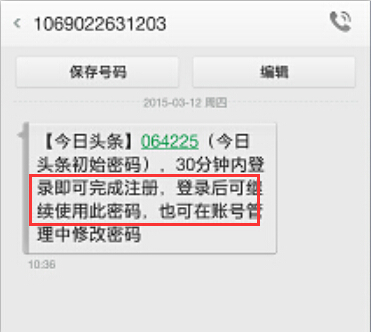 1069022631203
保存号码 编辑
2015-03-12 周四
【今日头条】064225（今日
头条初始密码），30分钟内登
录即可完成注册，登录后可继
续使用此密码，也可在账号管
理中修改密码
10:36